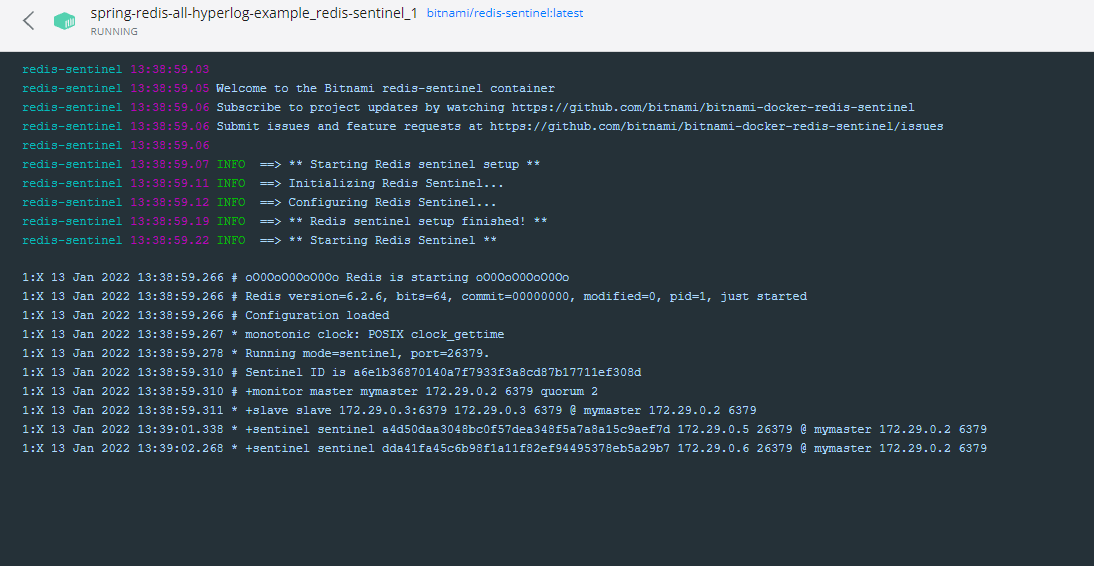 spring-redis-all-hyperlog-example_redis-sentinel_1 bitnami/redis-sentinel:latest
RUNNING
redis-sentinel 13:38:59.03
redis-sentinel 13:38:59.05 Welcome to the Bitnami redis-sentinel container
redis-sentinel 13:38:59.06 Subscribe to project updates by watching https://github.com/bitnami/bitnami-docker-redis-sentinel
redis-sentinel 13:38:59.06 Submit issues and feature requests at https://github.com/bitnami/bitnami-docker-redis-sentinel/issues
redis-sentinel 13:38:59.06
redis-sentinel 13:38:59.07 INFO  ==> ** Starting Redis sentinel setup **
redis-sentinel 13:38:59.11 INFO  ==> Initializing Redis Sentinel...
redis-sentinel 13:38:59.12 INFO  ==> Configuring Redis Sentinel...
redis-sentinel 13:38:59.19 INFO  ==> ** Redis sentinel setup finished! **
redis-sentinel 13:38:59.22 INFO  ==> ** Starting Redis Sentinel **
1:X 13 Jan 2022 13:38:59.266 # oO0OoO0OoO0Oo Redis is starting oO0OoO0OoO0Oo
1:X 13 Jan 2022 13:38:59.266 # Redis version=6.2.6, bits=64, commit=00000000, modified=0, pid=1, just started
1:X 13 Jan 2022 13:38:59.266 # Configuration loaded
1:X 13 Jan 2022 13:38:59.267 * monotonic clock: POSIX clock_gettime
1:X 13 Jan 2022 13:38:59.278 * Running mode=sentinel, port=26379.
1:X 13 Jan 2022 13:38:59.310 # Sentinel ID is a6e1b36870140a7f7933f3a8cd87b17711ef308d
1:X 13 Jan 2022 13:38:59.310 # +monitor master mymaster 172.29.0.2 6379 quorum 2
1:X 13 Jan 2022 13:38:59.311 * +slave slave 172.29.0.3:6379 172.29.0.3 6379 @ mymaster 172.29.0.2 6379
1:X 13 Jan 2022 13:39:01.338 * +sentinel sentinel a4d50daa3048bc0f57dea348f5a7a8a15c9aef7d 172.29.0.5 26379 @ mymaster 172.29.0.2 6379
1:X 13 Jan 2022 13:39:02.268 * +sentinel sentinel dda41fa45c6b98f1a11f82ef94495378eb5a29b7 172.29.0.6 26379 @ mymaster 172.29.0.2 6379